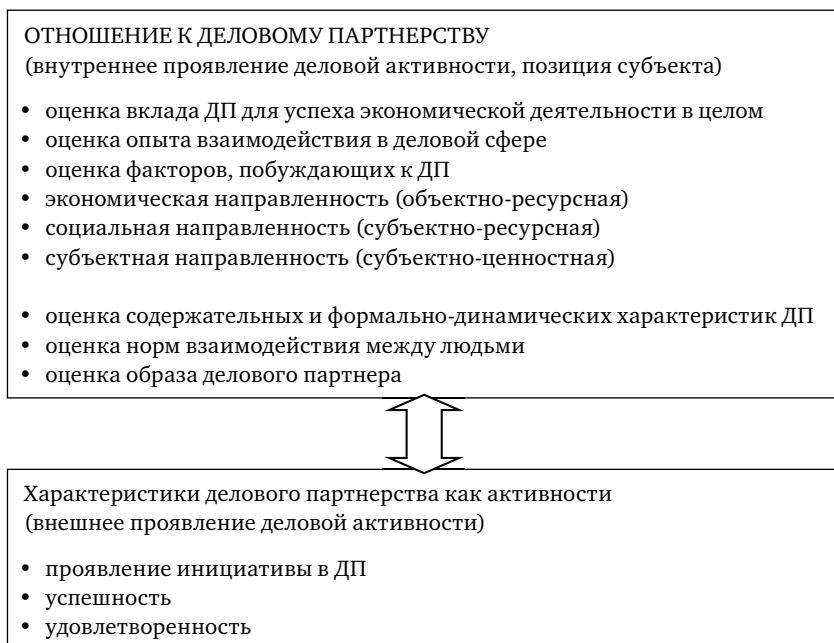 ОТНОШЕНИЕ К ДЕЛОВОМУ ПАРТНЕРСТВУ
(внутреннее проявление деловой активности, позиция субъекта)
• оценка вклада ДП для успеха экономической деятельности в целом
• оценка опыта взаимодействия в деловой сфере
• оценка факторов, побуждающих к ДП
• экономическая направленность (объектно-ресурсная)
• социальная направленность (субъектно-ресурсная)
• субъектная направленность (субъектно-ценностная)
• оценка содержательных и формально-динамических характеристик ДП
• оценка норм взаимодействия между людьми
• оценка образа делового партнера
Характеристики делового партнерства как активности
(внешнее проявление деловой активности)
• проявление инициативы в ДП
• успешность
• удовлетворенность